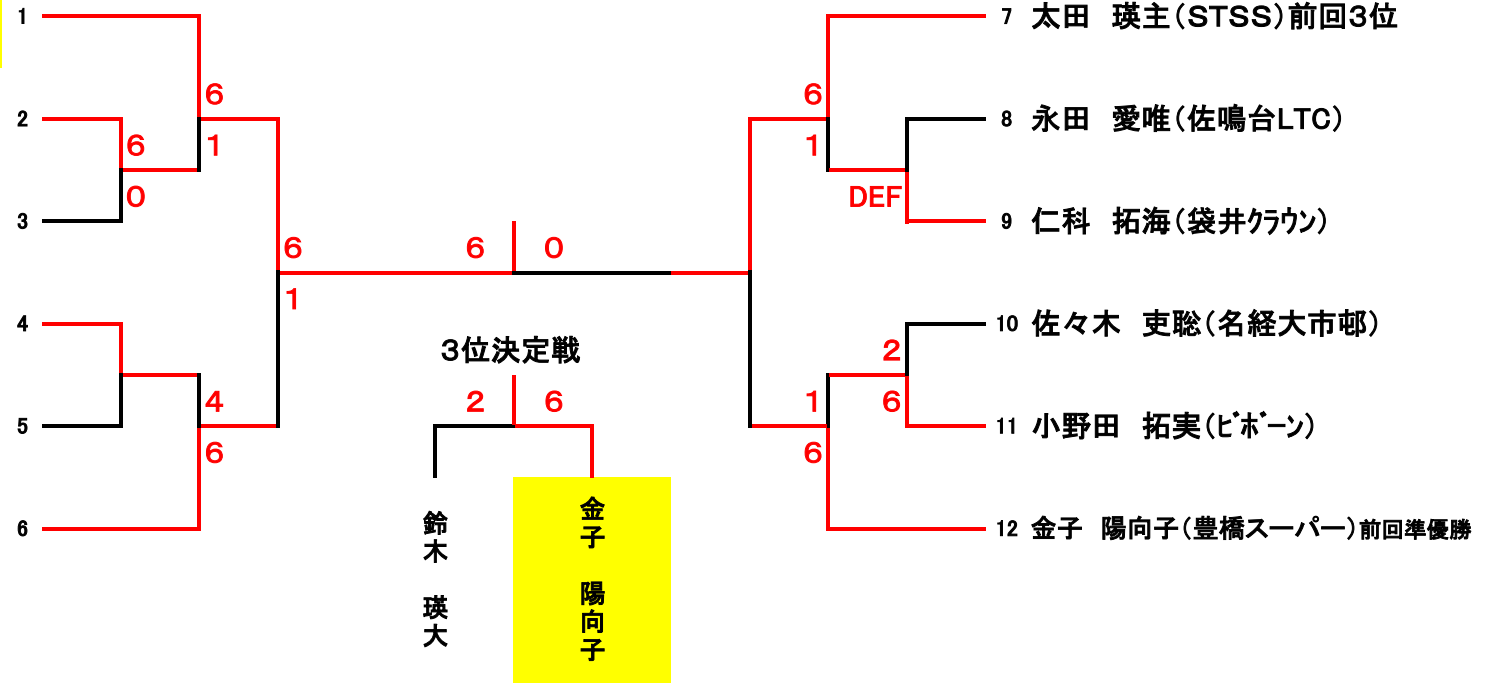 1
2
3
4
5
6
6
1
6
0
4
6
6
1
6 0
3位決定戦
2 6
鈴木 瑛大
金子 陽向子
6
1
DEF
2
6
1
6
7 太田 瑛主(STSS)前回3位
8 永田 愛唯(佐鳴台LTC)
9 仁科 拓海(袋井ｸﾗｳﾝ)
10 佐々木 吏聡(名経大市邨)
11 小野田 拓実(ﾋﾞﾎﾞｰﾝ)
12 金子 陽向子(豊橋スーパー)前回準優勝